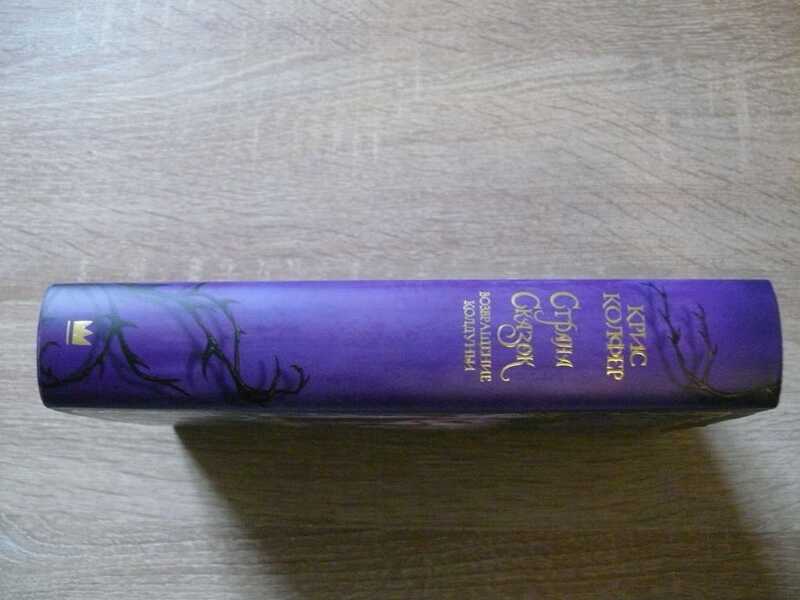 КРИС
КОЛФЕР
Страна
Сказок
ВОЗВРАЩЕНИЕ
КОЛДУНЬИ